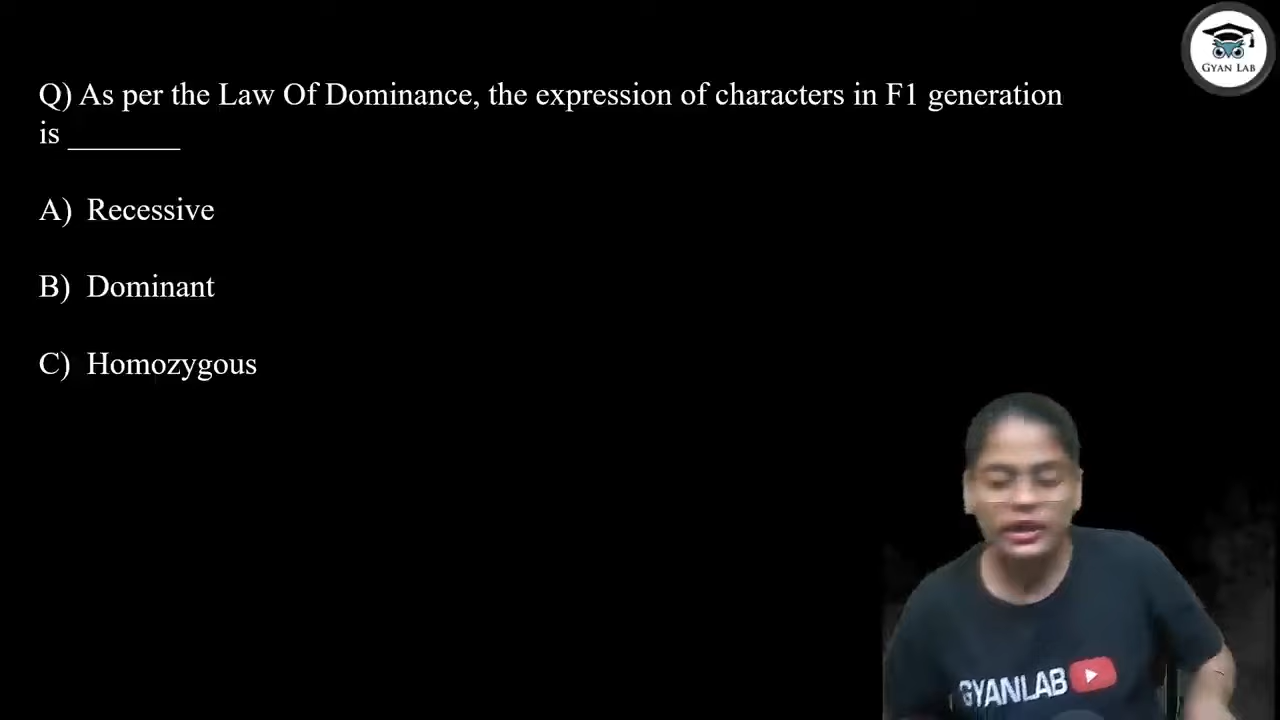 GYAN LAB
Q) As per the Law Of Dominance, the expression of characters in F1 generation
is _______
A) Recessive
B) Dominant
C) Homozygous
GYANLAB